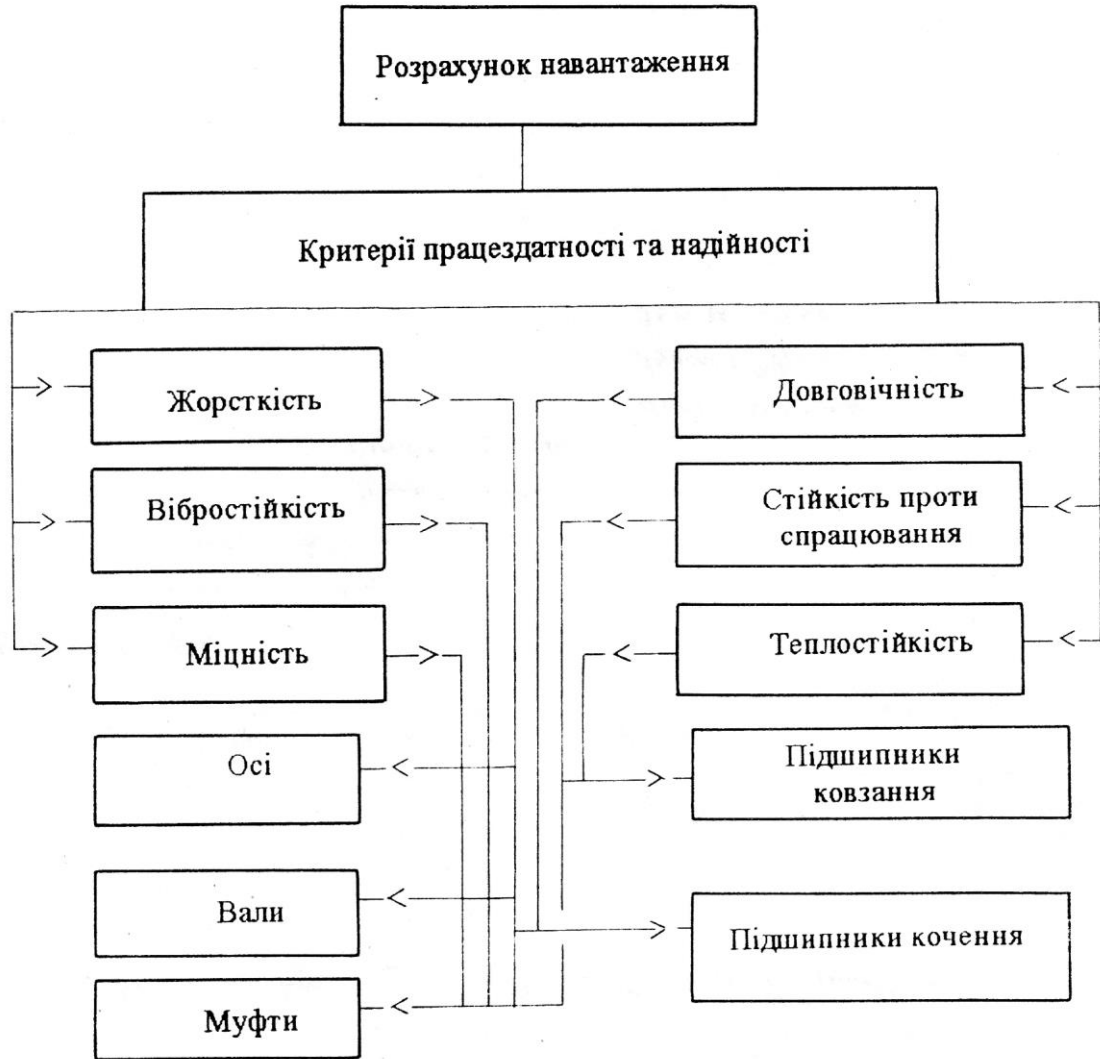 Розрахунок навантаження
Критерії працездатності та надійності
Жорсткість
Довговічність
Вібростійкість
Стійкість проти
спрацювання
Міцність
Теплостійкість
Осі
Підшипники
ковзання
Вали
Підшипники кочення
Муфти